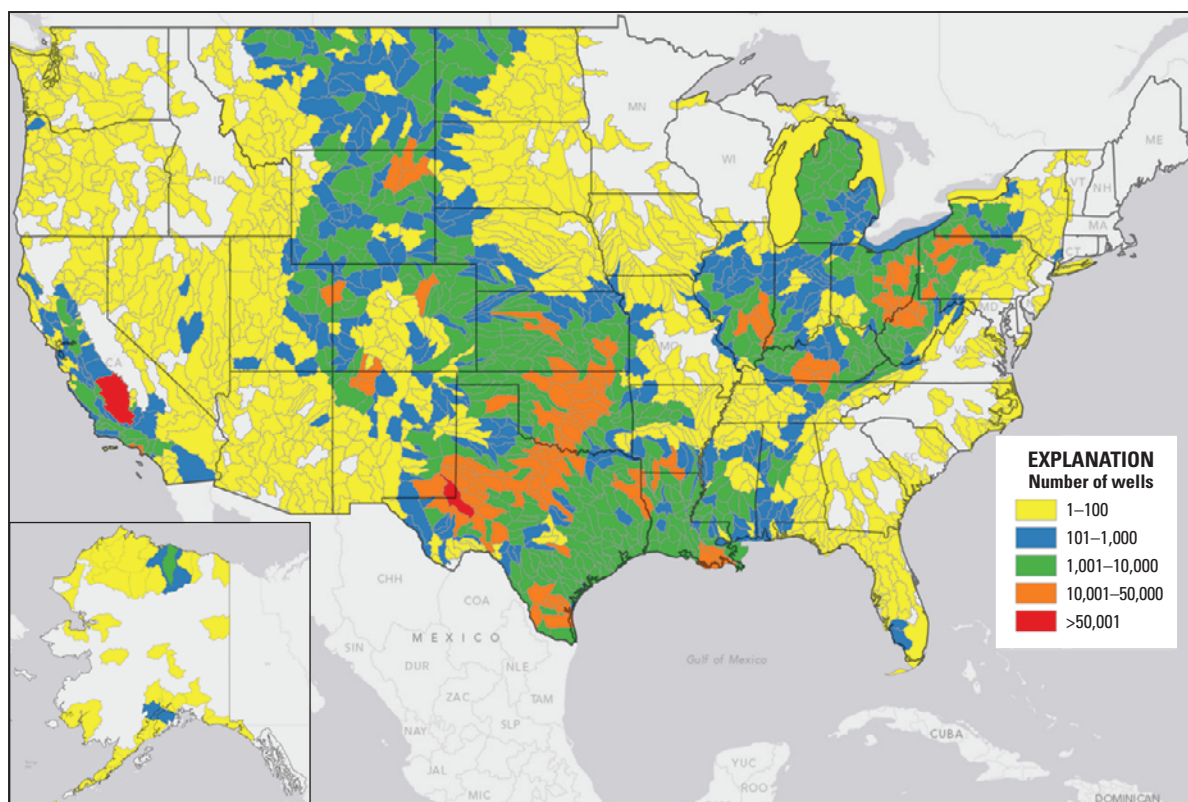 MN
ME
WI
VT
NH
ID
MA
CT
MD
CA
MO
VA
SC
EXPLANATION
Number of wells
1–100
101–1,000
1,001–10,000
10,001–50,000
>50,001
CHH
COA
MEXICO
SIN
DUR
NLE
Gulf of Mexico
ZAC
TAM
NAY
SLP
CUBA
JAL
YUC
MIC
ROO
DOMINICAN